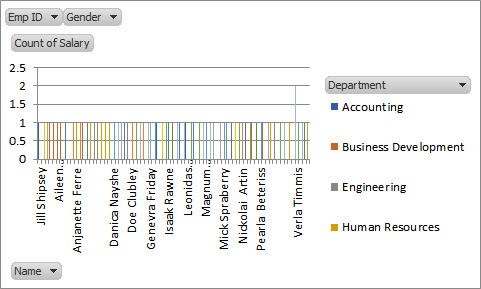 Emp ID Gender
Count of Salary
2.5
2
1.5
1
0.5
0
Jill Shipsey
Aileen...
Anjanette Ferre
Danica Nayshe
Doe Clubley
Genevra Friday
Isaak Rawne
Leonidas...
Magnum...
Mick Spraberry
Nickolai Artin
Pearla Beteriss
Verla Timmis
Department
Accounting
Business Development
Engineering
Human Resources
Name